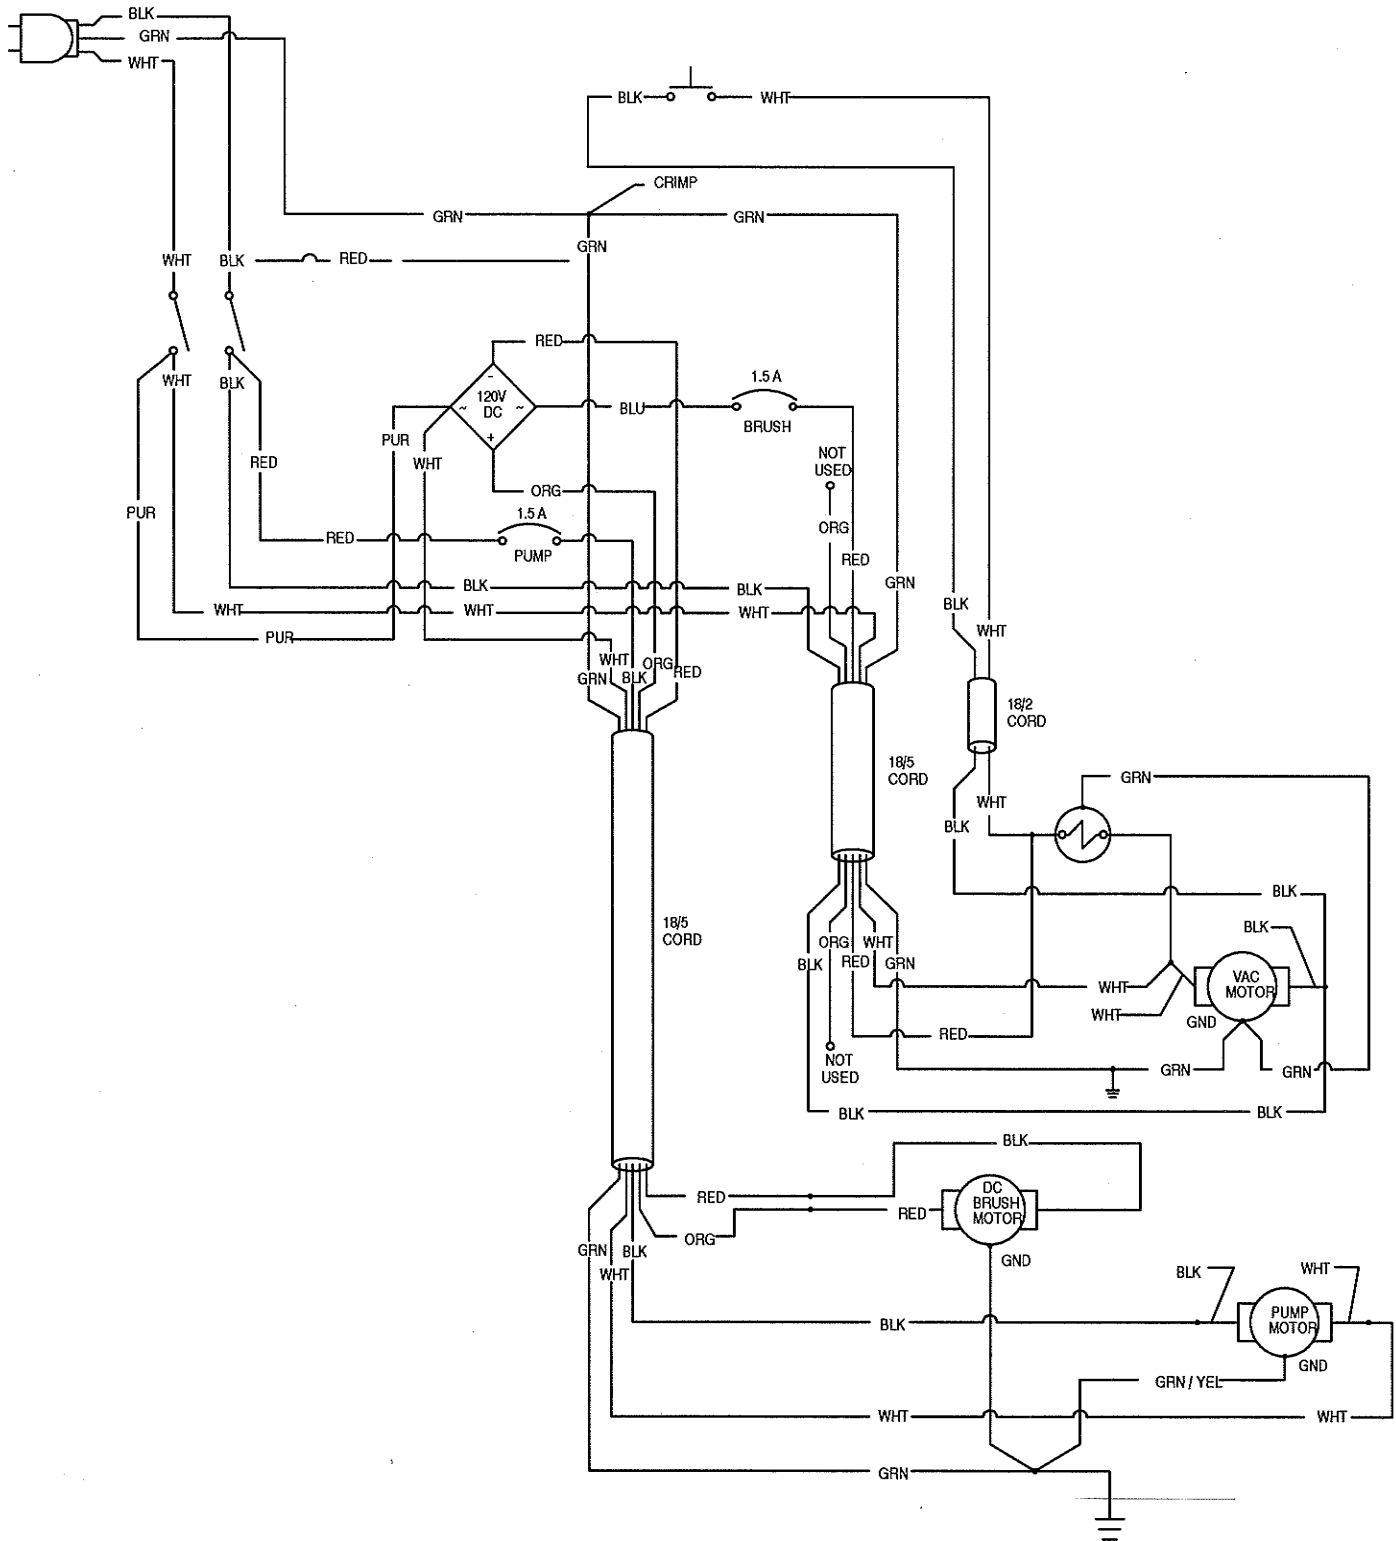 BLK
GRN
WHT
BLK
WHT
CRIMP
GRN
GRN
GRN
WHT
BLK
RED
RED
120V
DC
-
~
~
+
1.5 A
BRUSH
BLU
WHT
BLK
PUR
WHT
RED
NOT
USED
ORG
1.5 A
PUMP
PUR
ORG
RED
RED
BLK
BLK
GRN
BLK
WHT
WHT
WHT
PUR
WHT
WHT
ORG
RED
GRN
BLK
18/2
CORD
18/5
CORD
GRN
WHT
BLK
BLK
BLK
18/5
CORD
ORG
WHT
RED
GRN
BLK
VAC
MOTOR
WHT
WHT
GND
RED
NOT
USED
GRN
GRN
BLK
BLK
BLK
DC
BRUSH
MOTOR
RED
RED
ORG
GRN
BLK
WHT
GND
BLK
WHT
PUMP
MOTOR
BLK
GND
GRN / YEL
WHT
WHT
GRN